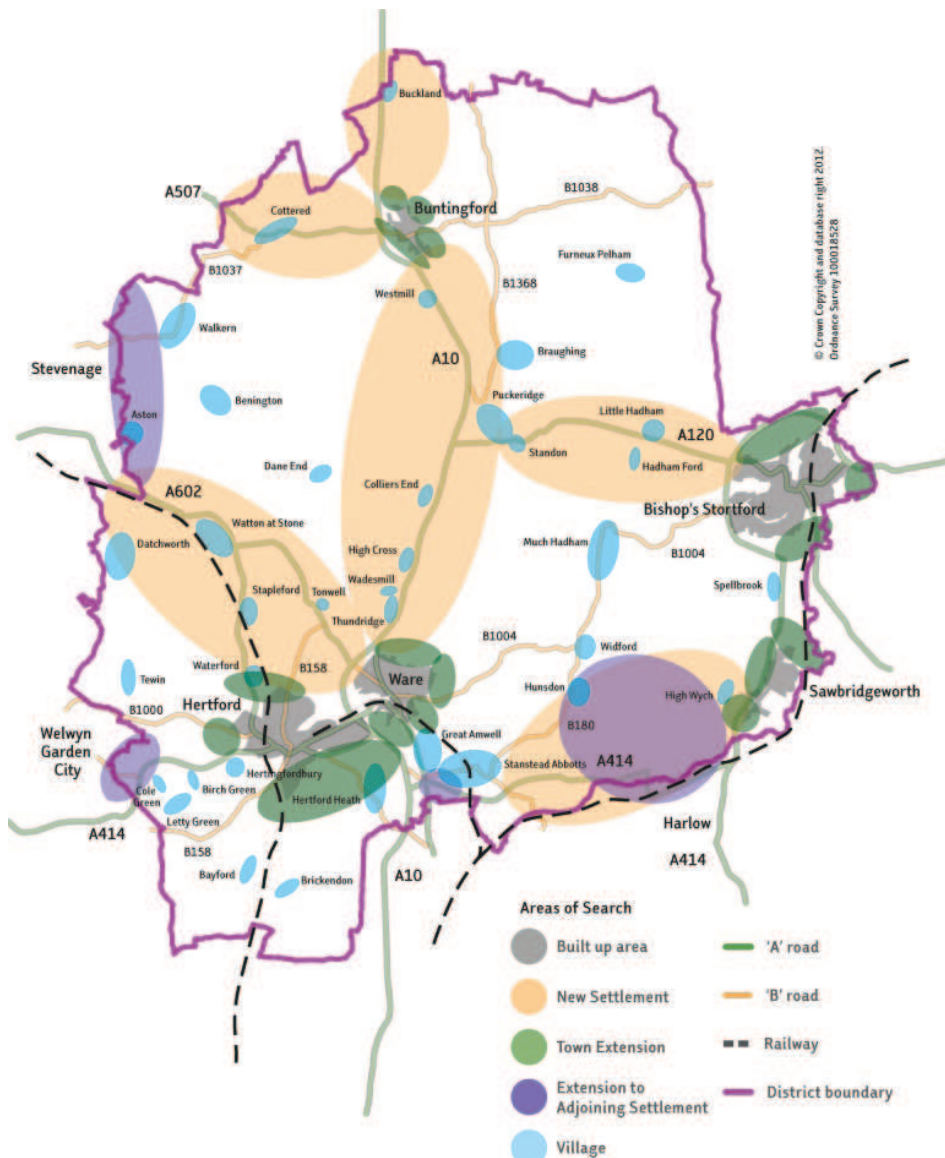 Buckland
© Crown Copyright and database right 2012.
Ordnance Survey 100018528
A507
B1038
Cottered
Buntingford
Furneux Pelham
B1037
B1368
Westmill
Walkern
Stevenage
A10
Braughing
Benington
Puckeridge
Aston
Little Hadham
A120
Standon
Hadham Ford
Dane End
A602
Colliers End
Watton at Stone
Bishop's Stortford
Datchworth
High Cross
Much Hadham
B1004
Wadesmill
Spellbrook
Stapleford
Tonwell
Thundridge
B1004
Widford
Waterford
B158
Ware
Tewin
Hunsdon
High Wych
Hertford
Sawbridgeworth
B1000
B180
Great Amwell
Welwyn
Garden
City
Stanstead Abbotts
A414
Hertingfordbury
Cole
Green
Birch Green
Hertford Heath
Letty Green
Harlow
A414
B158
A10
A414
Bayford
Brickendon
Areas of Search
Built up area
'A' road
New Settlement
'B' road
Town Extension
Railway
Extension to
Adjoining Settlement
District boundary
Village